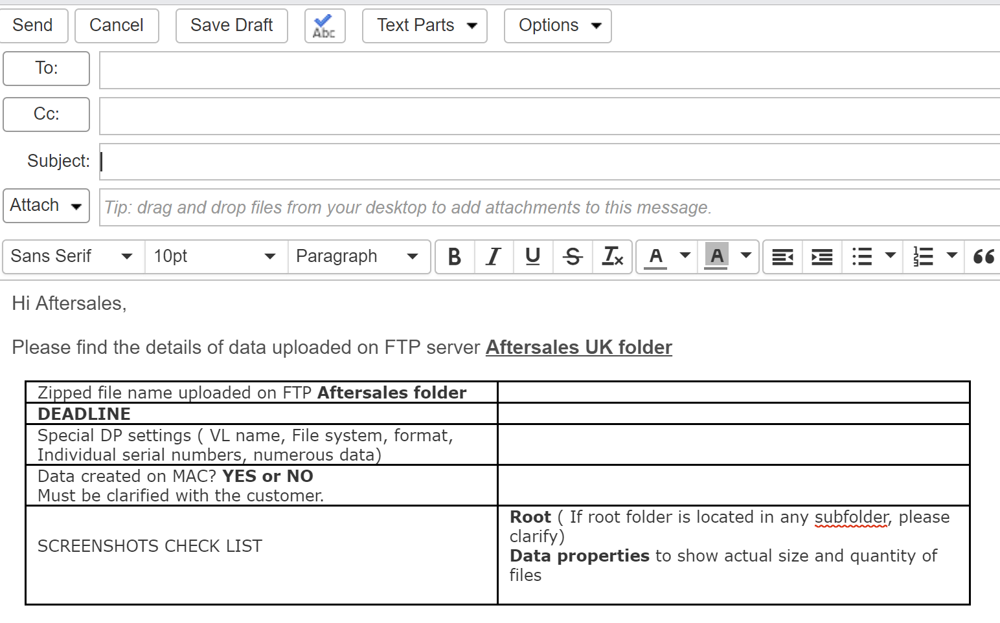 Send Cancel Save Draft Abc Text Parts Options
To:
Cc:
Subject:
Attach Tip: drag and drop files from your desktop to add attachments to this message.
Sans Serif 10pt Paragraph B I U S Tx A A
Hi Aftersales,
Please find the details of data uploaded on FTP server Aftersales UK folder
Zipped file name uploaded on FTP Aftersales folder
DEADLINE
Special DP settings ( VL name, File system, format,
Individual serial numbers, numerous data)
Data created on MAC? YES or NO
Must be clarified with the customer.
SCREENSHOTS CHECK LIST
Root ( If root folder is located in any subfolder, please
clarify)
Data properties to show actual size and quantity of
files